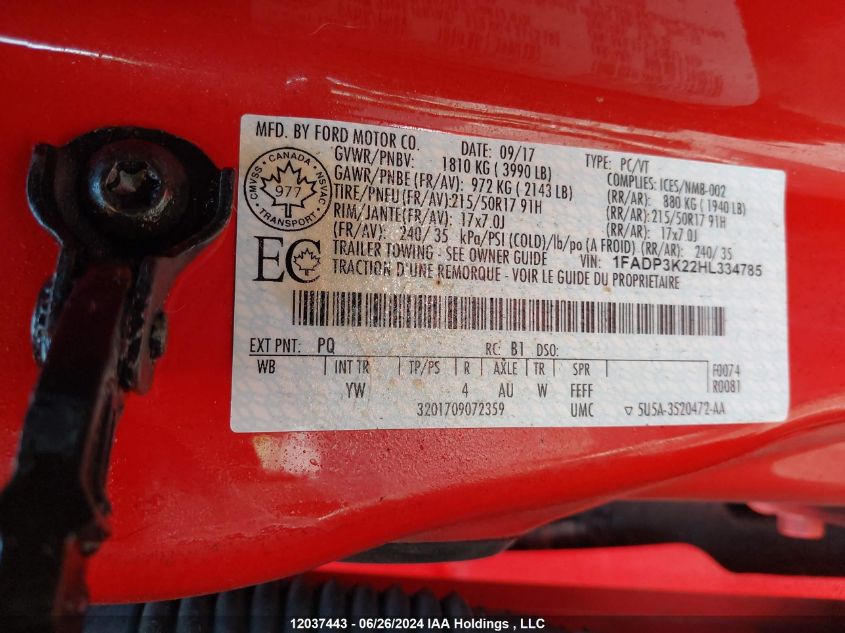 MFD. BY FORD MOTOR CO.
DATE: 09/17
TYPE: PC/VT
GVWR/PNBV: 1810 KG ( 3990 LB)
COMPLIES: ICES/NMB-002
GAWR/PNBE (FR/AV): 972 KG ( 2143 LB) (RR/AR): 880 KG ( 1940 LB)
TIRE/PNEU (FR/AV): 215/50R17 91H (RR/AR): 215/50R17 91H
RIM/JANTE(FR/AV): 17x7.0J (RR/AR): 17x7.0J
(FR/AV): 240/ 35 kPa/PSI (COLD)/lb/po (A FROID) (RR/AR): 240/ 35
TRAILER TOWING - SEE OWNER GUIDE VIN: 1FADP3K22HL334785
TRACTION D'UNE REMORQUE - VOIR LE GUIDE DU PROPRIETAIRE
CMVSS • CANADA • NSVAC
977
TRANSPORT
EC
EXT PNT: PQ RC: B1 DSO:
WB INT TR TP/PS R AXLE TR SPR F0074
YW 4 AU W FEFF R0081
3201709072359 UMC ▽ 5U5A-3520472-AA
12037443 • 06/26/2024 IAA Holdings , LLC